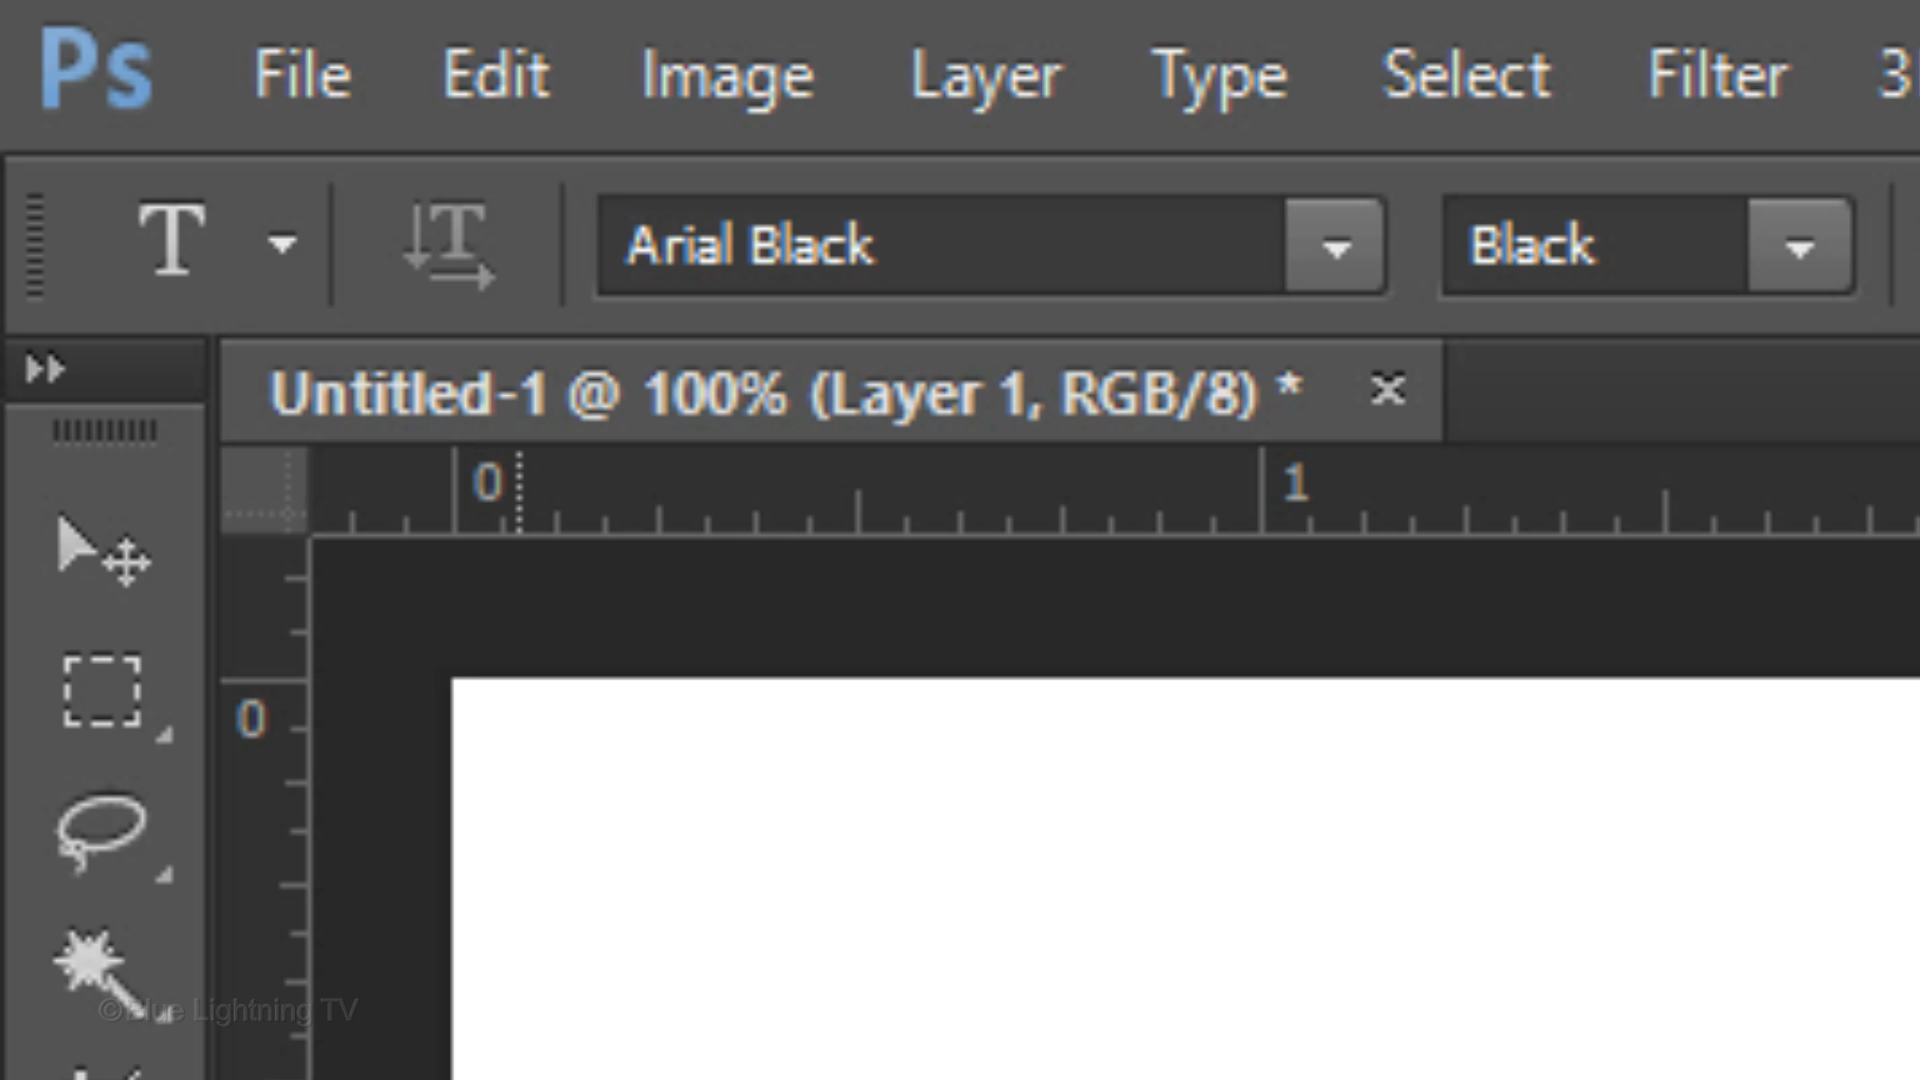 Ps File Edit Image Layer Type Select Filter 3
T T Arial Black Black
Untitled-1 @ 100% (Layer 1, RGB/8) * ×
0 1
0
©Blue Lightning TV